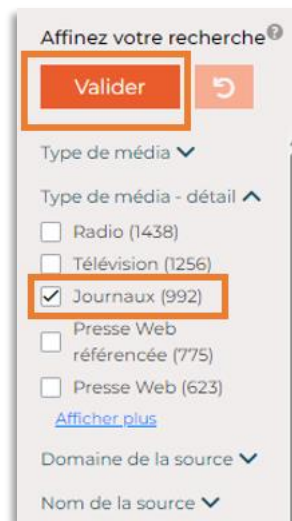 Affinez votre recherche
Valider
Type de média
Type de média - détail
Radio (1438)
Télévision (1256)
Journaux (992)
Presse Web
référencée (775)
Presse Web (623)
Afficher plus
Domaine de la source
Nom de la source